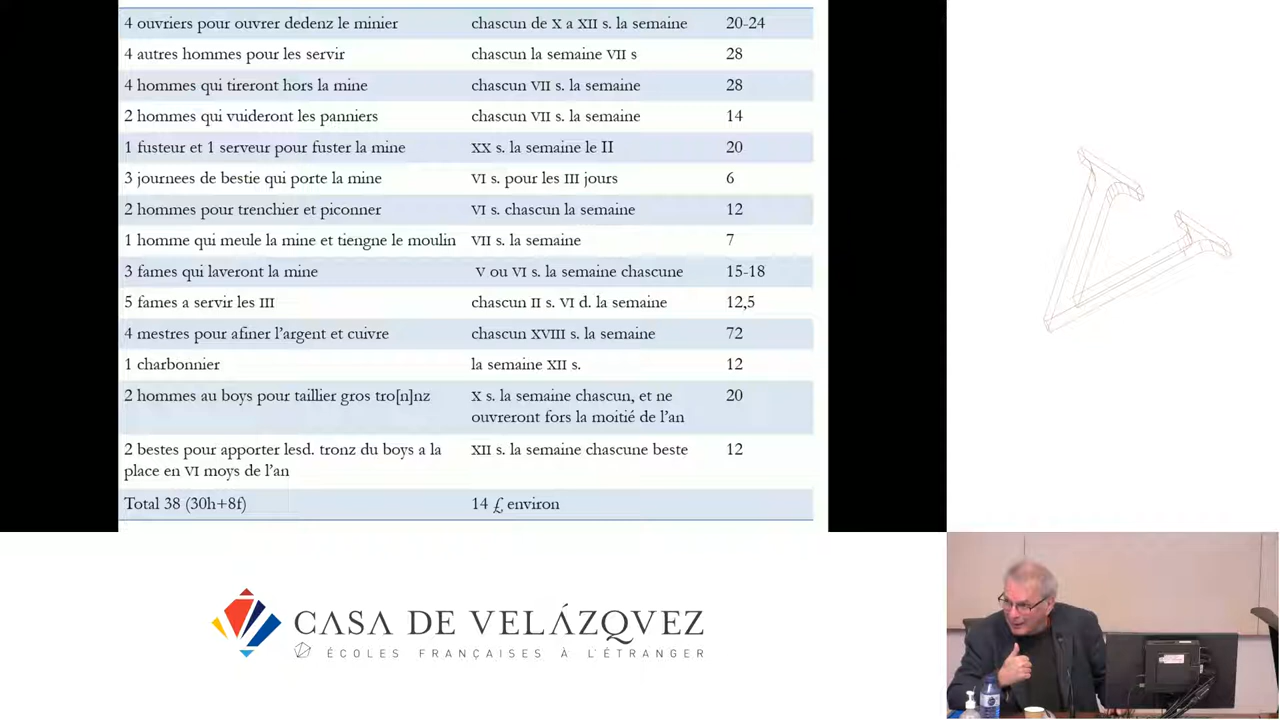 4 ouvriers pour ouvrer dedenz le minier chascun de X a XII s. la semaine 20-24
4 autres hommes pour les servir chascun la semaine VII s 28
4 hommes qui tireront hors la mine chascun VII s. la semaine 28
2 hommes qui vuideront les panniers chascun VII s. la semaine 14
1 fusteur et 1 serveur pour fuster la mine XX s. la semaine le II 20
3 journees de bestie qui porte la mine VI s. pour les III jours 6
2 hommes pour trenchier et piconner VI s. chascun la semaine 12
1 homme qui meule la mine et tiengne le moulin VII s. la semaine 7
3 fames qui laveront la mine V ou VI s. la semaine chascune 15-18
5 fames a servir les III chascun II s. VI d. la semaine 12,5
4 mestres pour afiner l'argent et cuivre chascun XVIII s. la semaine 72
1 charbonnier la semaine XII s. 12
2 hommes au boys pour taillier gros tro[n]nz X s. la semaine chascun, et ne 20
ouvreront fors la moitié de l'an
2 bestes pour apporter lesd. tronz du boys a la XII s. la semaine chascune beste 12
place en VI moys de l'an
Total 38 (30h+8f) 14 £ environ
CASA DE VELÁZQVEZ
ÉCOLES FRANÇAISES À L'ÉTRANGER